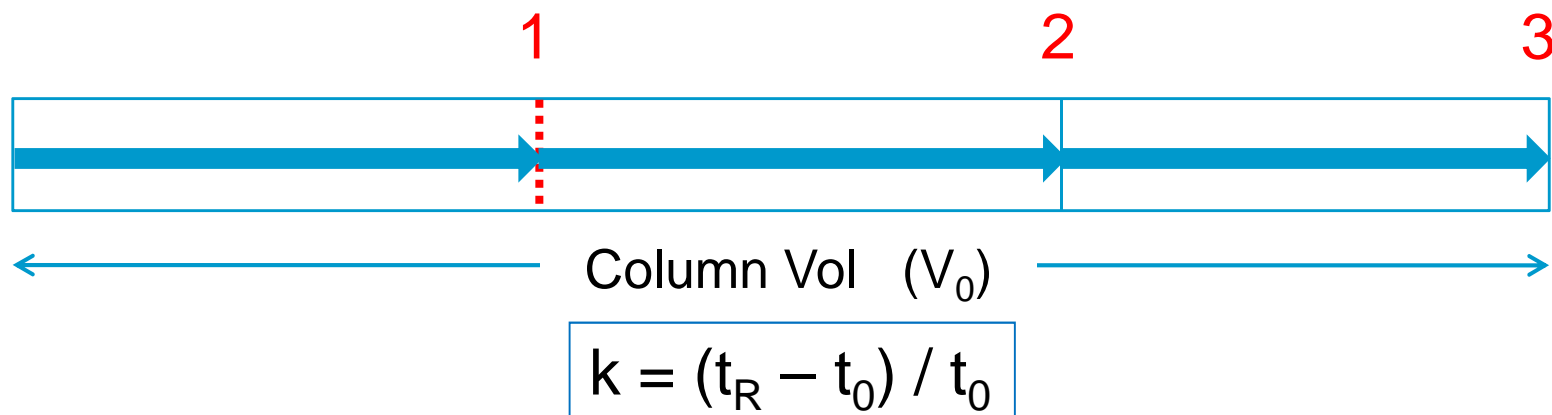 1 2 3
Column Vol (V₀)
k = (tR – t₀) / t₀